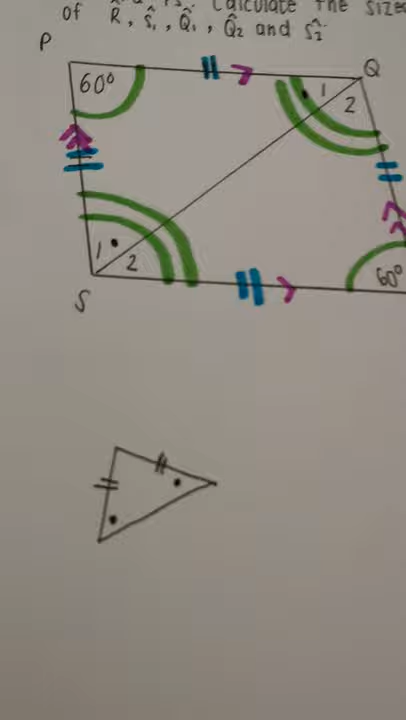 Calculate the sizes
of R̂, Ŝ₁, Q̂₁, Q̂₂ and Ŝ₂
P
60°
Q
1
2
1
2
60°
S